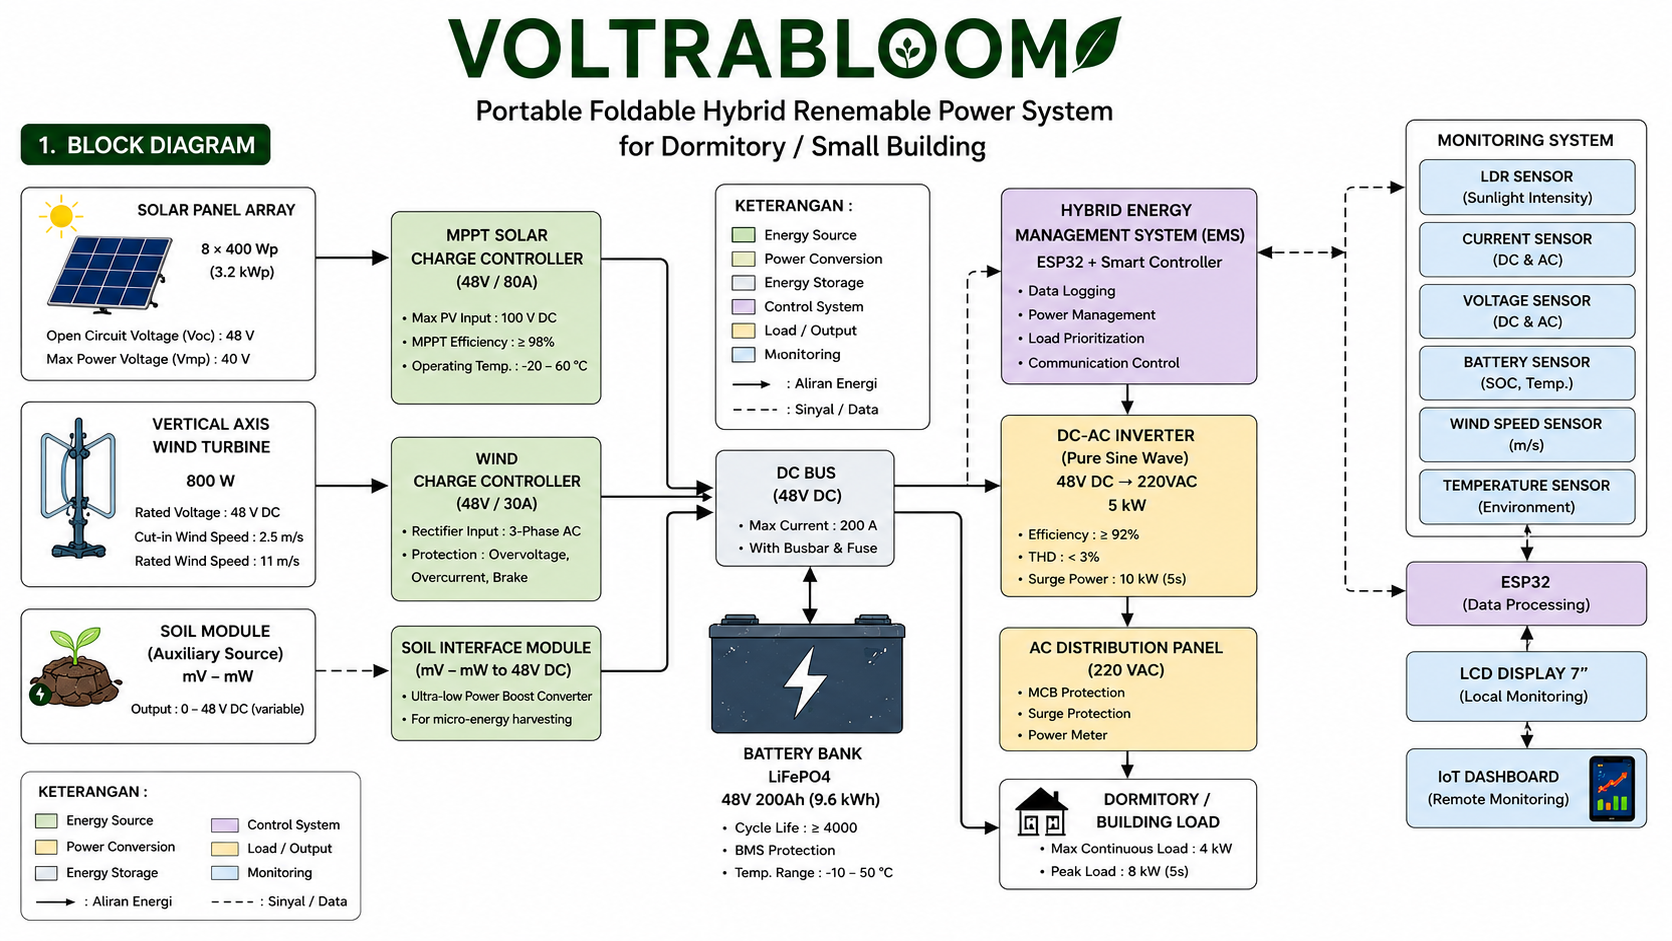 VOLTRABLOOM
Portable Foldable Hybrid Renemable Power System
for Dormitory / Small Building
1. BLOCK DIAGRAM
SOLAR PANEL ARRAY
8 × 400 Wp
(3.2 kWp)
Open Circuit Voltage (Voc) : 48 V
Max Power Voltage (Vmp) : 40 V
VERTICAL AXIS
WIND TURBINE
800 W
Rated Voltage : 48 V DC
Cut-in Wind Speed : 2.5 m/s
Rated Wind Speed : 11 m/s
SOIL MODULE
(Auxiliary Source)
mV – mW
Output : 0 – 48 V DC (variable)
KETERANGAN :
Energy Source
Power Conversion
Energy Storage
Control System
Load / Output
Monitoring
: Aliran Energi
: Sinyal / Data
MPPT SOLAR
CHARGE CONTROLLER
(48V / 80A)
• Max PV Input : 100 V DC
• MPPT Efficiency : ≥ 98%
• Operating Temp. : -20 – 60 °C
WIND
CHARGE CONTROLLER
(48V / 30A)
• Rectifier Input : 3-Phase AC
• Protection : Overvoltage,
Overcurrent, Brake
SOIL INTERFACE MODULE
(mV – mW to 48V DC)
• Ultra-low Power Boost Converter
• For micro-energy harvesting
KETERANGAN :
Energy Source
Power Conversion
Energy Storage
Control System
Load / Output
Monitoring
: Aliran Energi
: Sinyal / Data
DC BUS
(48V DC)
• Max Current : 200 A
• With Busbar & Fuse
BATTERY BANK
LiFePO4
48V 200Ah (9.6 kWh)
• Cycle Life : ≥ 4000
• BMS Protection
• Temp. Range : -10 – 50 °C
HYBRID ENERGY
MANAGEMENT SYSTEM (EMS)
ESP32 + Smart Controller
• Data Logging
• Power Management
• Load Prioritization
• Communication Control
DC-AC INVERTER
(Pure Sine Wave)
48V DC → 220VAC
5 kW
• Efficiency : ≥ 92%
• THD : < 3%
• Surge Power : 10 kW (5s)
AC DISTRIBUTION PANEL
(220 VAC)
• MCB Protection
• Surge Protection
• Power Meter
DORMITORY /
BUILDING LOAD
• Max Continuous Load : 4 kW
• Peak Load : 8 kW (5s)
MONITORING SYSTEM
LDR SENSOR
(Sunlight Intensity)
CURRENT SENSOR
(DC & AC)
VOLTAGE SENSOR
(DC & AC)
BATTERY SENSOR
(SOC, Temp.)
WIND SPEED SENSOR
(m/s)
TEMPERATURE SENSOR
(Environment)
ESP32
(Data Processing)
LCD DISPLAY 7”
(Local Monitoring)
IoT DASHBOARD
(Remote Monitoring)